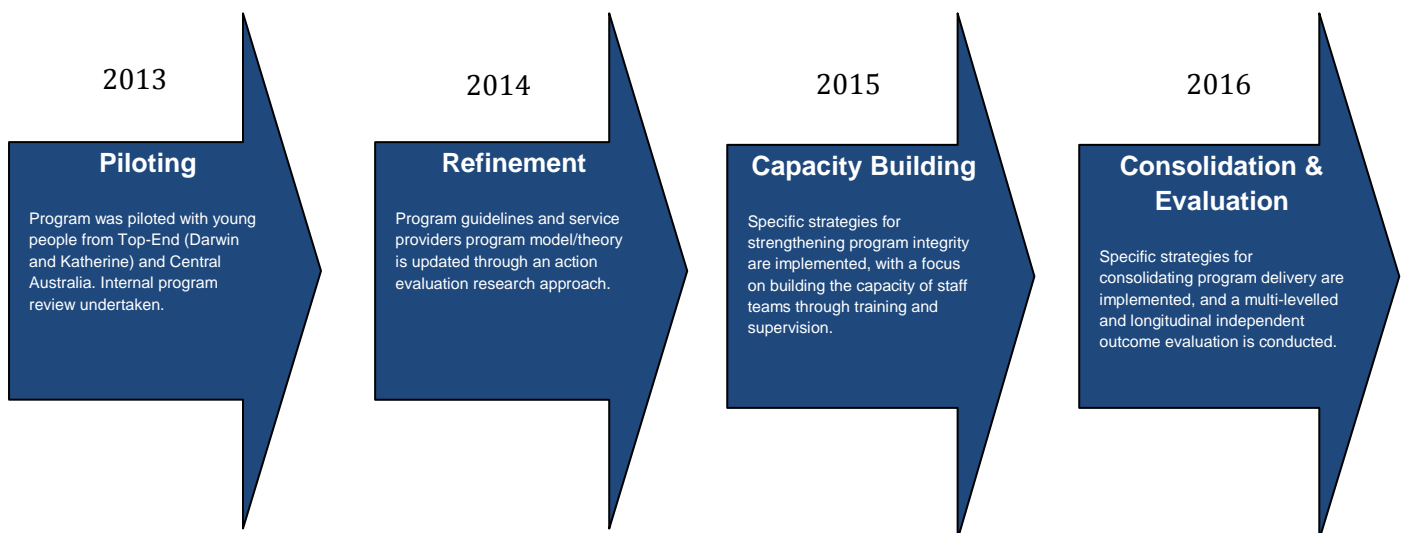 2013
Piloting
Program was piloted with young
people from Top-End (Darwin
and Katherine) and Central
Australia. Internal program
review undertaken.
2014
Refinement
Program guidelines and service
providers program model/theory
is updated through an action
evaluation research approach.
2015
Capacity Building
Specific strategies for
strengthening program integrity
are implemented, with a focus
on building the capacity of staff
teams through training and
supervision.
2016
Consolidation &
Evaluation
Specific strategies for
consolidating program delivery are
implemented, and a multi-levelled
and longitudinal independent
outcome evaluation is conducted.